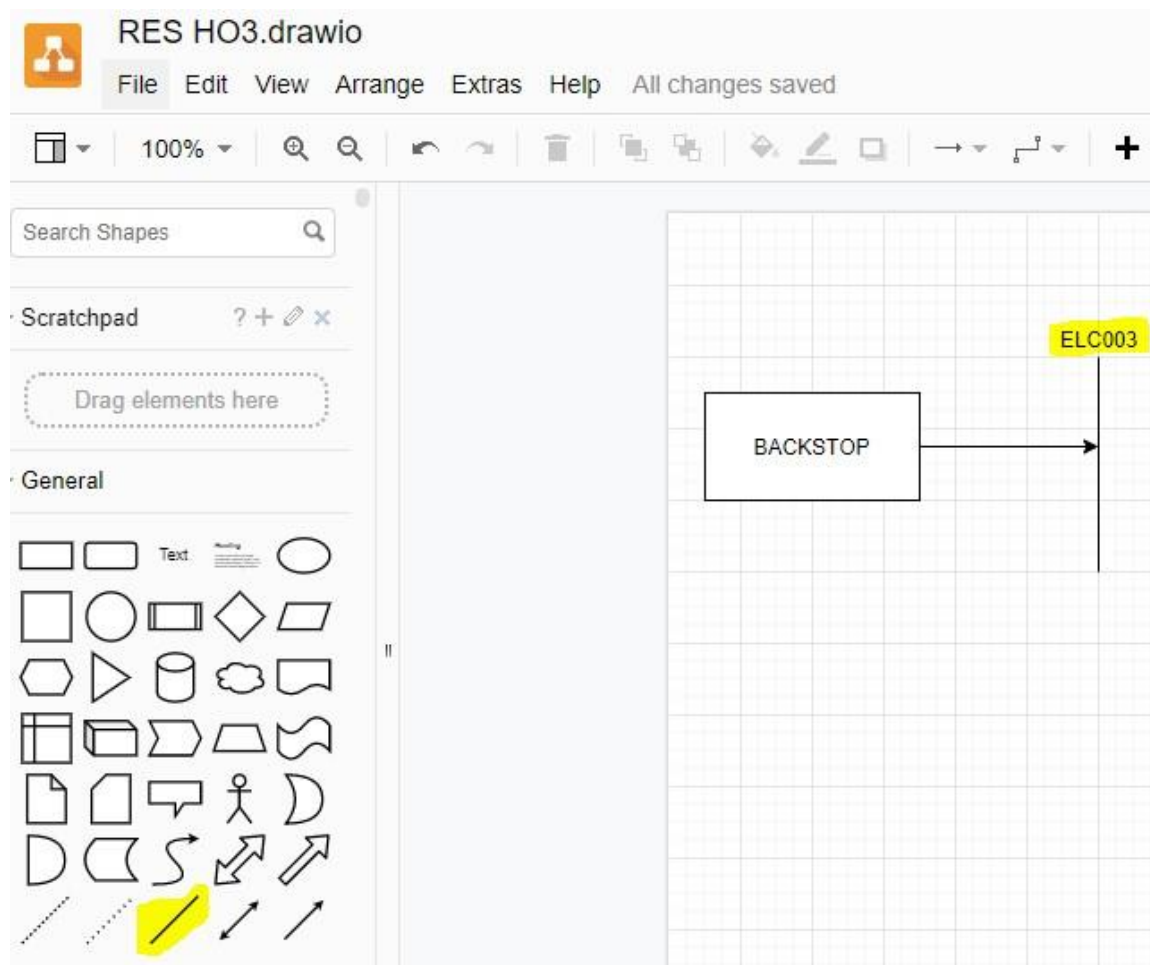 RES HO3.drawio
File Edit View Arrange Extras Help All changes saved
100%
Search Shapes
Scratchpad ?
Drag elements here
General
Text
ELC003
BACKSTOP